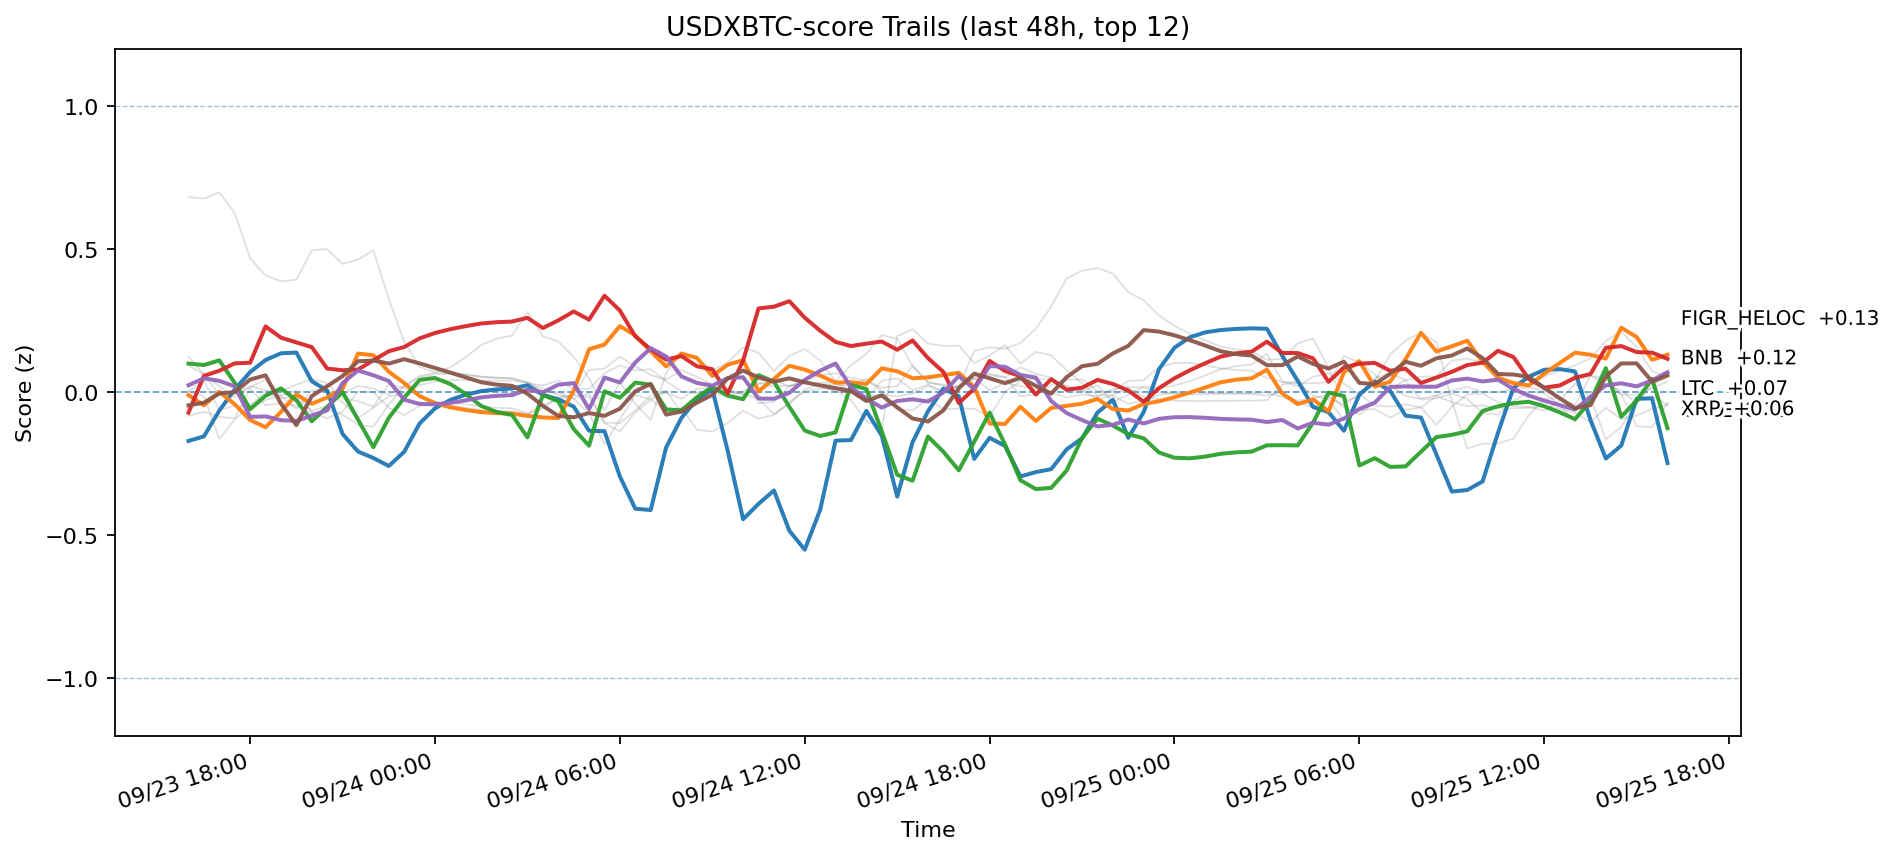 USDXBTC-score Trails (last 48h, top 12)
Score (z)
1.0
0.5
0.0
−0.5
−1.0
FIGR_HELOC +0.13
BNB +0.12
LTC +0.07
XRP +0.06
09/23 18:00
09/24 00:00
09/24 06:00
09/24 12:00
09/24 18:00
09/25 00:00
09/25 06:00
09/25 12:00
09/25 18:00
Time